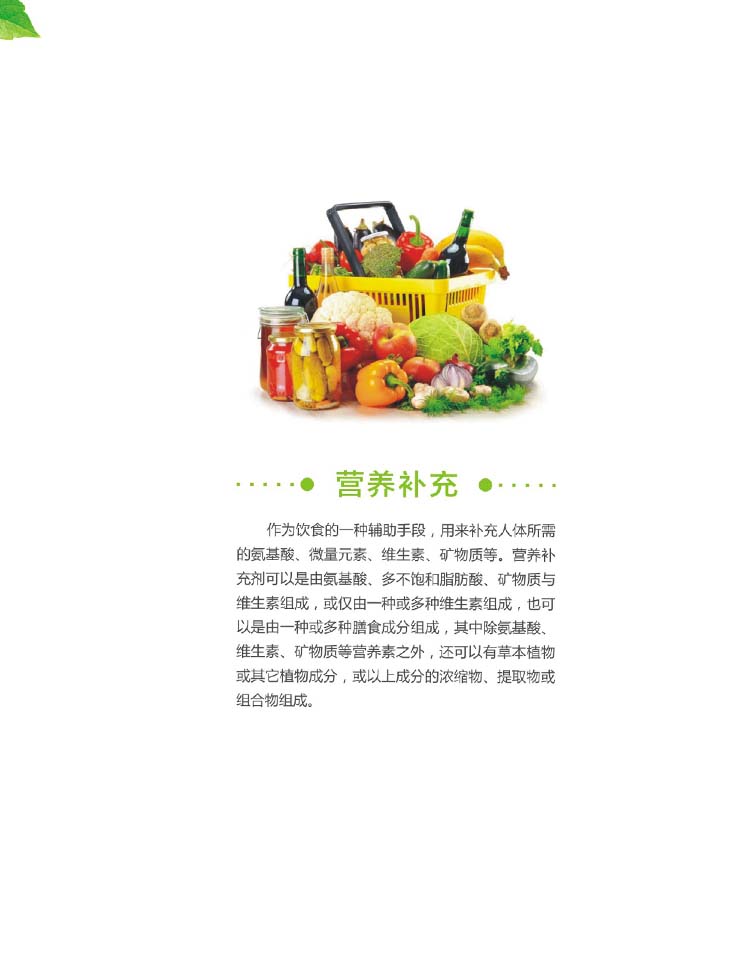 营养补充
作为饮食的一种辅助手段，用来补充人体所需
的氨基酸、微量元素、维生素、矿物质等。营养补
充剂可以是由氨基酸、多不饱和脂肪酸、矿物质与
维生素组成，或仅由一种或多种维生素组成，也可
以是由一种或多种膳食成分组成，其中除氨基酸、
维生素、矿物质等营养素之外，还可以有草本植物
或其它植物成分，或以上成分的浓缩物、提取物或
组合物组成。